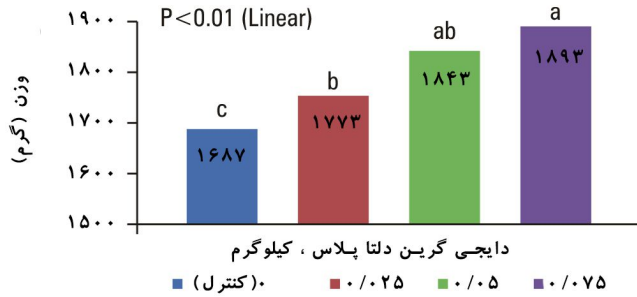 P<0.01 (Linear)
وزن (گرم)
۱۹۰۰
۱۸۰۰
۱۷۰۰
۱۶۰۰
۱۵۰۰
c
b
ab
a
۱۶۸۷
۱۷۷۳
۱۸۴۳
۱۸۹۳
دایجی گرین دلتا پلاس ، کیلوگرم
۰(کنترل) ۰/۰۲۵ ۰/۰۵ ۰/۰۷۵